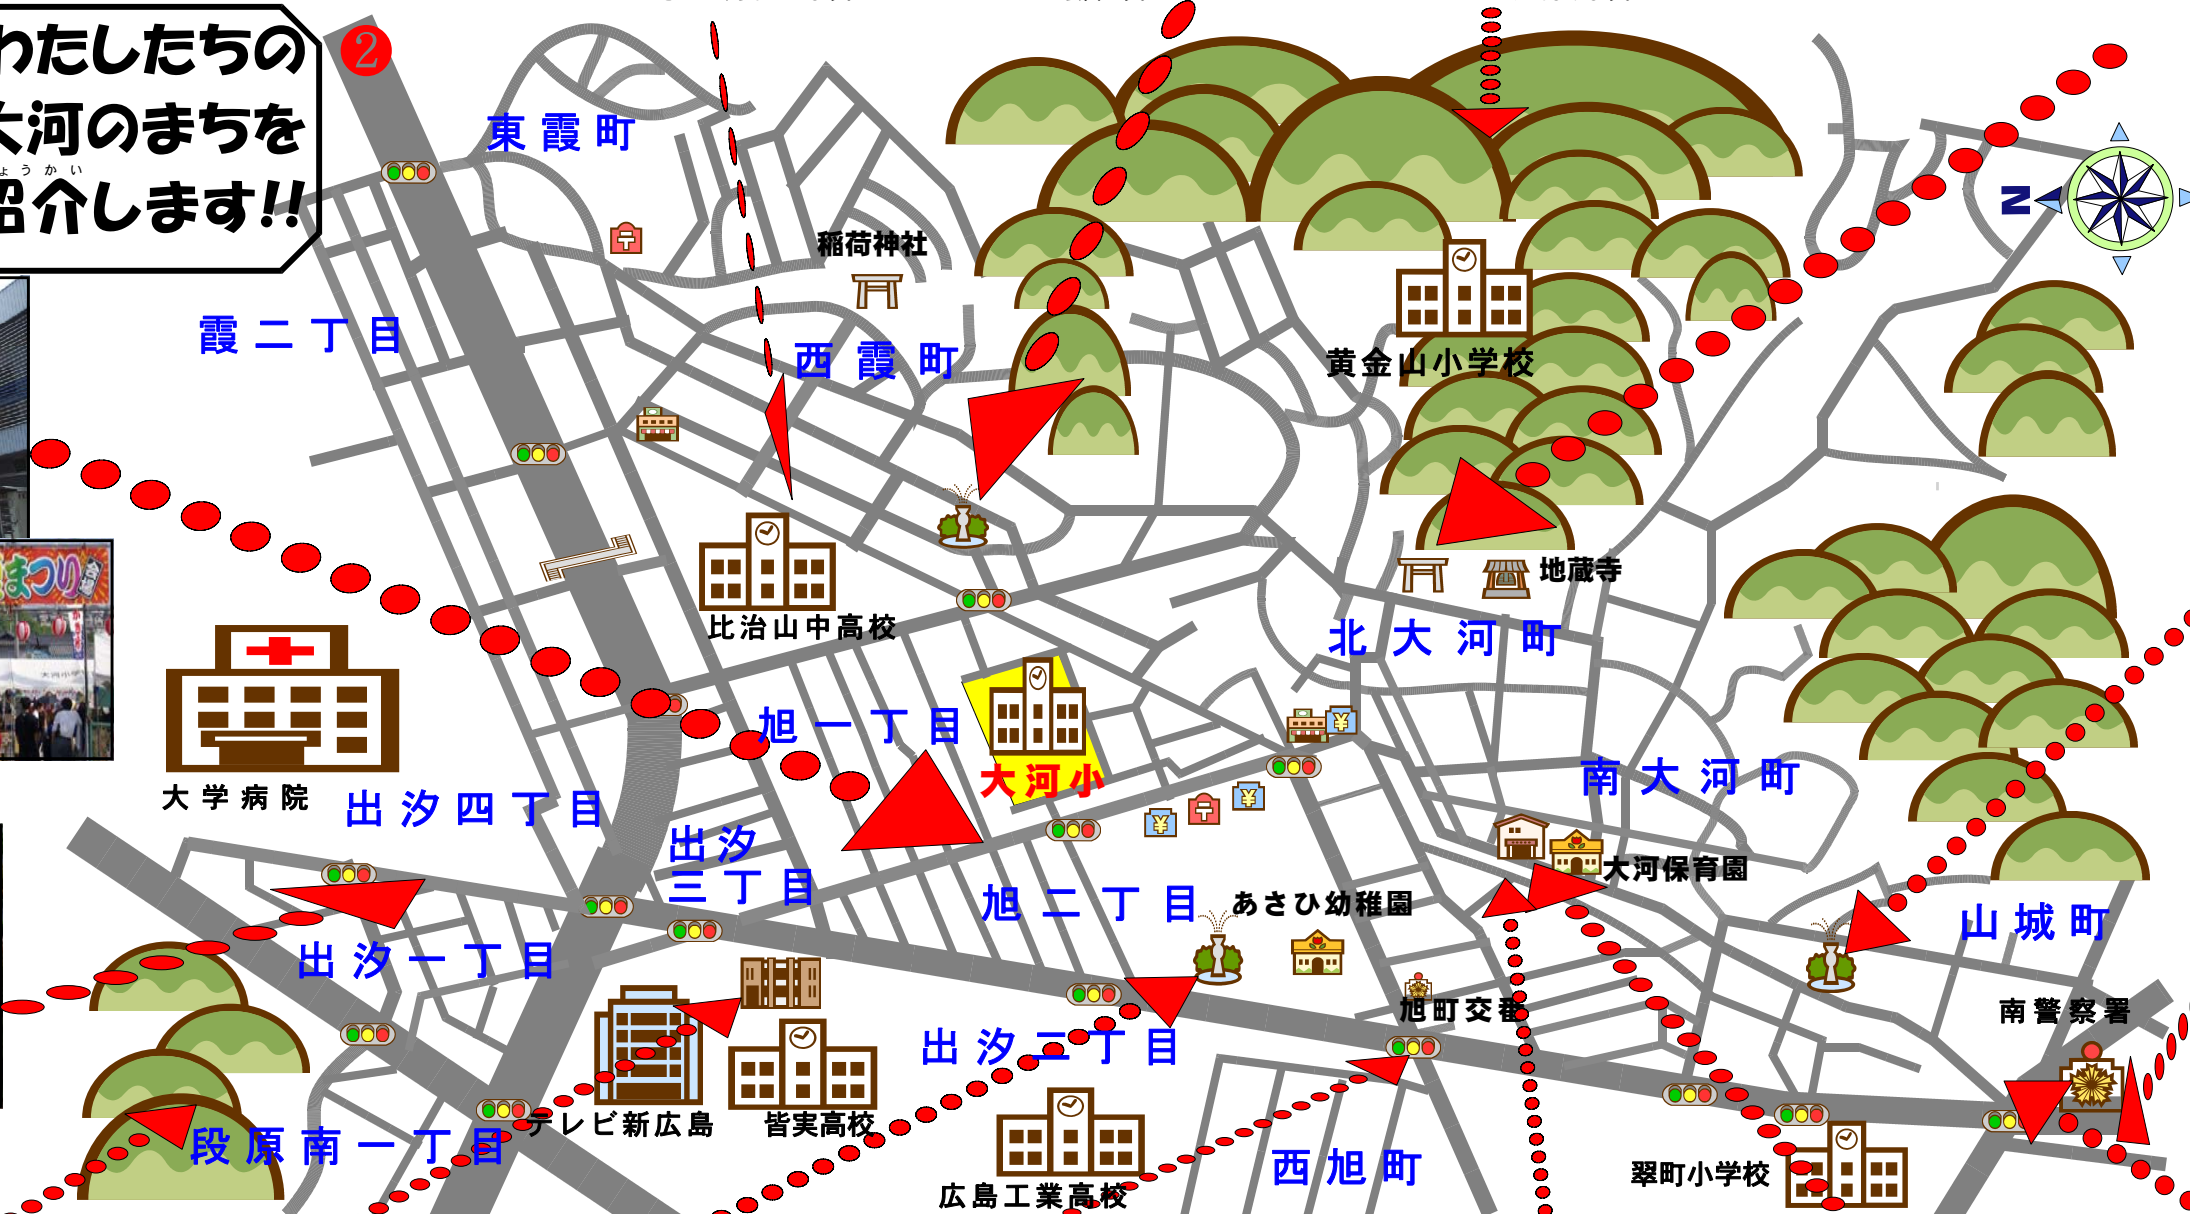 わたしたちの
大河のまちを
ょうかい
紹介します!!
2
東霞町
稲荷神社
N
霞二丁目
西霞町
黄金山小学校
まつり
地蔵寺
比治山中高校
北大河町
旭一丁目
大河小
南大河町
大学病院
出汐四丁目
出汐
三丁目
大河保育園
旭二丁目
あさひ幼稚園
山城町
出汐一丁目
旭町交番
南警察署
出汐二丁目
テレビ新広島
皆実高校
段原南一丁目
西旭町
翠町小学校
広島工業高校